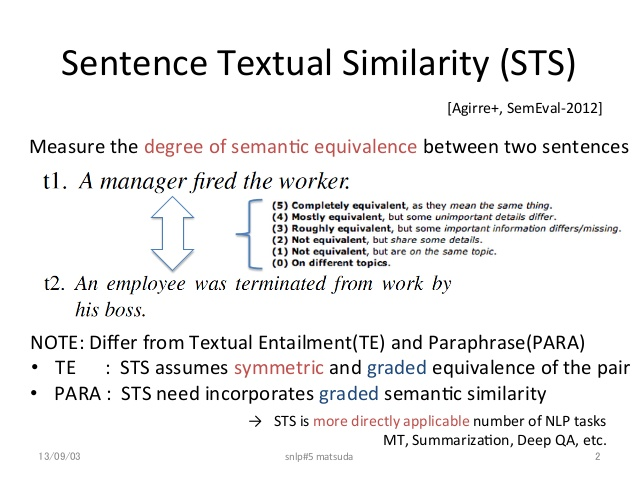 Sentence Textual Similarity (STS)
[Agirre+, SemEval-2012]
Measure the degree of semantic equivalence between two sentences
t1. A manager fired the worker.
(5) Completely equivalent, as they mean the same thing.
(4) Mostly equivalent, but some unimportant details differ.
(3) Roughly equivalent, but some important information differs/missing.
(2) Not equivalent, but share some details.
(1) Not equivalent, but are on the same topic.
(0) On different topics.
t2. An employee was terminated from work by
his boss.
NOTE: Differ from Textual Entailment(TE) and Paraphrase(PARA)
• TE : STS assumes symmetric and graded equivalence of the pair
• PARA : STS need incorporates graded semantic similarity
→ STS is more directly applicable number of NLP tasks
MT, Summarization, Deep QA, etc.
13/09/03 snlp#5 matsuda 2